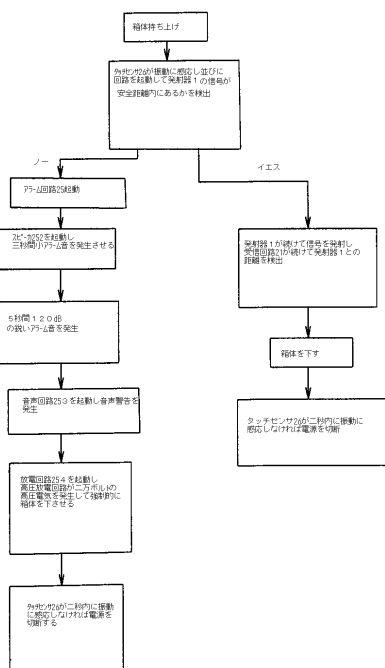 箱体持ち上げ
ﾀｯﾁｾﾝｻ26が振動に感応し並びに
回路を起動して発射器1の信号が
安全距離内にあるかを検出
ノー
イエス
ｱﾗｰﾑ回路25起動
ｽﾋﾟｰｶ252を起動し
三秒間小ｱﾗｰﾑ音を発生させる
5秒間120dB
の鋭いｱﾗｰﾑ音を発生
音声回路253を起動し音声警告を
発生
放電回路254を起動し
高圧放電回路が二万ボルトの
高圧電気を発生して強制的に
箱体を下させる
ﾀｯﾁｾﾝｻ26が二秒内に振動
に感応しなければ電源を
切断する
発射器1が続けて信号を発射し
受信回路21が続けて発射器1との
距離を検出
箱体を下す
タッチセンサ26が二秒内に振動に
感応しなければ電源を切断